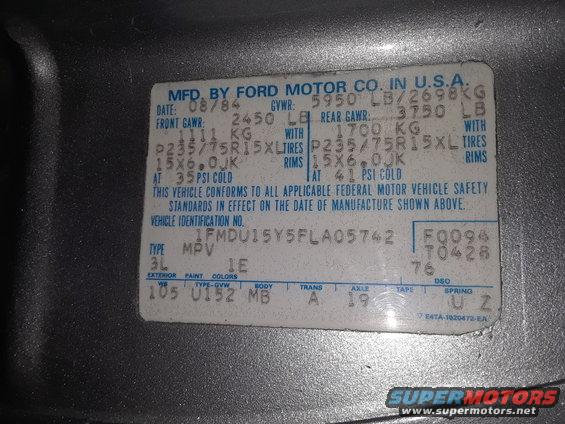 MFD. BY FORD MOTOR CO. IN U.S.A.
DATE: 08/84 GVWR: 5950 LB/2698KG
FRONT GAWR: 2450 LB REAR GAWR: 3750 LB
1111 KG WITH 1700 KG WITH
P235/75R15XL TIRES P235/75R15XL TIRES
15X6.0JK RIMS 15X6.0JK RIMS
AT 35 PSI COLD AT 41 PSI COLD
THIS VEHICLE CONFORMS TO ALL APPLICABLE FEDERAL MOTOR VEHICLE SAFETY
STANDARDS IN EFFECT ON THE DATE OF MANUFACTURE SHOWN ABOVE.
VEHICLE IDENTIFICATION NO.
1FMDU15Y5FLA05742 F0094
TYPE MPV T0428
3L 1E 76
EXTERIOR PAINT COLORS DSO
WB TYPE-GVW BODY TRANS AXLE TAPE SPRING
105 U152 MB A 19 U Z
E4TA-1520472-EA
SUPERMOTORS
www.supermotors.net